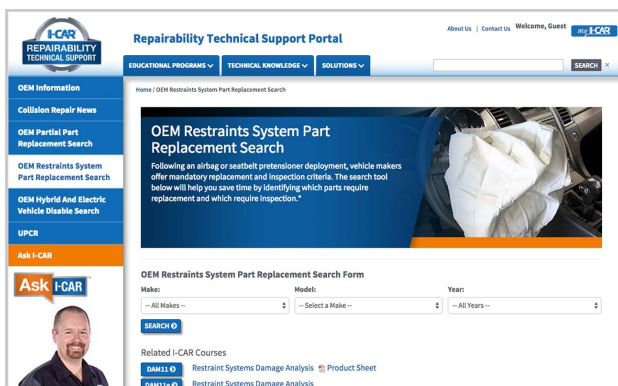 I-CAR
REPAIRABILITY
TECHNICAL SUPPORT
Repairability Technical Support Portal
About Us | Contact Us
Welcome, Guest
my I-CAR
EDUCATIONAL PROGRAMS
TECHNICAL KNOWLEDGE
SOLUTIONS
SEARCH ×
OEM Information
Collision Repair News
OEM Partial Part
Replacement Search
OEM Restraints System
Part Replacement Search
OEM Hybrid And Electric
Vehicle Disable Search
UPCR
Ask I-CAR
Ask I-CAR
Home / OEM Restraints System Part Replacement Search
OEM Restraints System Part
Replacement Search
Following an airbag or seatbelt pretensioner deployment, vehicle makers
offer mandatory replacement and inspection criteria. The search tool
below will help you save time by identifying which parts require
replacement and which require inspection.*
OEM Restraints System Part Replacement Search Form
Make: Model: Year:
-- All Makes -- -- Select a Make -- -- All Years --
SEARCH
Related I-CAR Courses
DAM11 Restraint Systems Damage Analysis Product Sheet
DAM11e Restraint Systems Damage Analysis